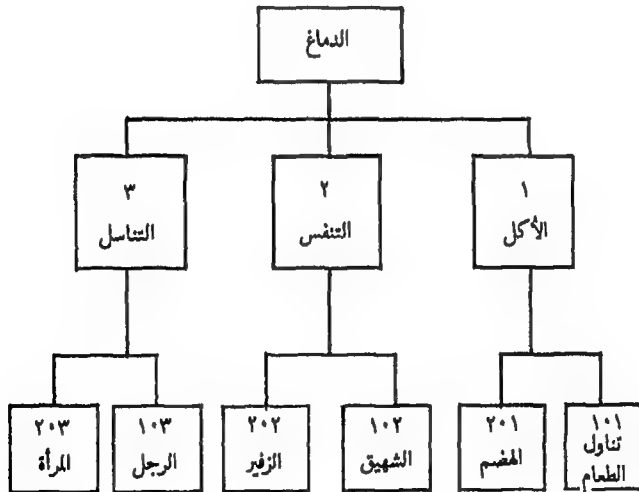 الدماغ
١
الأكل
٢
التنفس
٣
التناسل
١٠١
تناول
الطعام
٢٠١
الهضم
١٠٢
الشهيق
٢٠٢
الزفير
١٠٣
الرجل
٢٠٣
المرأة